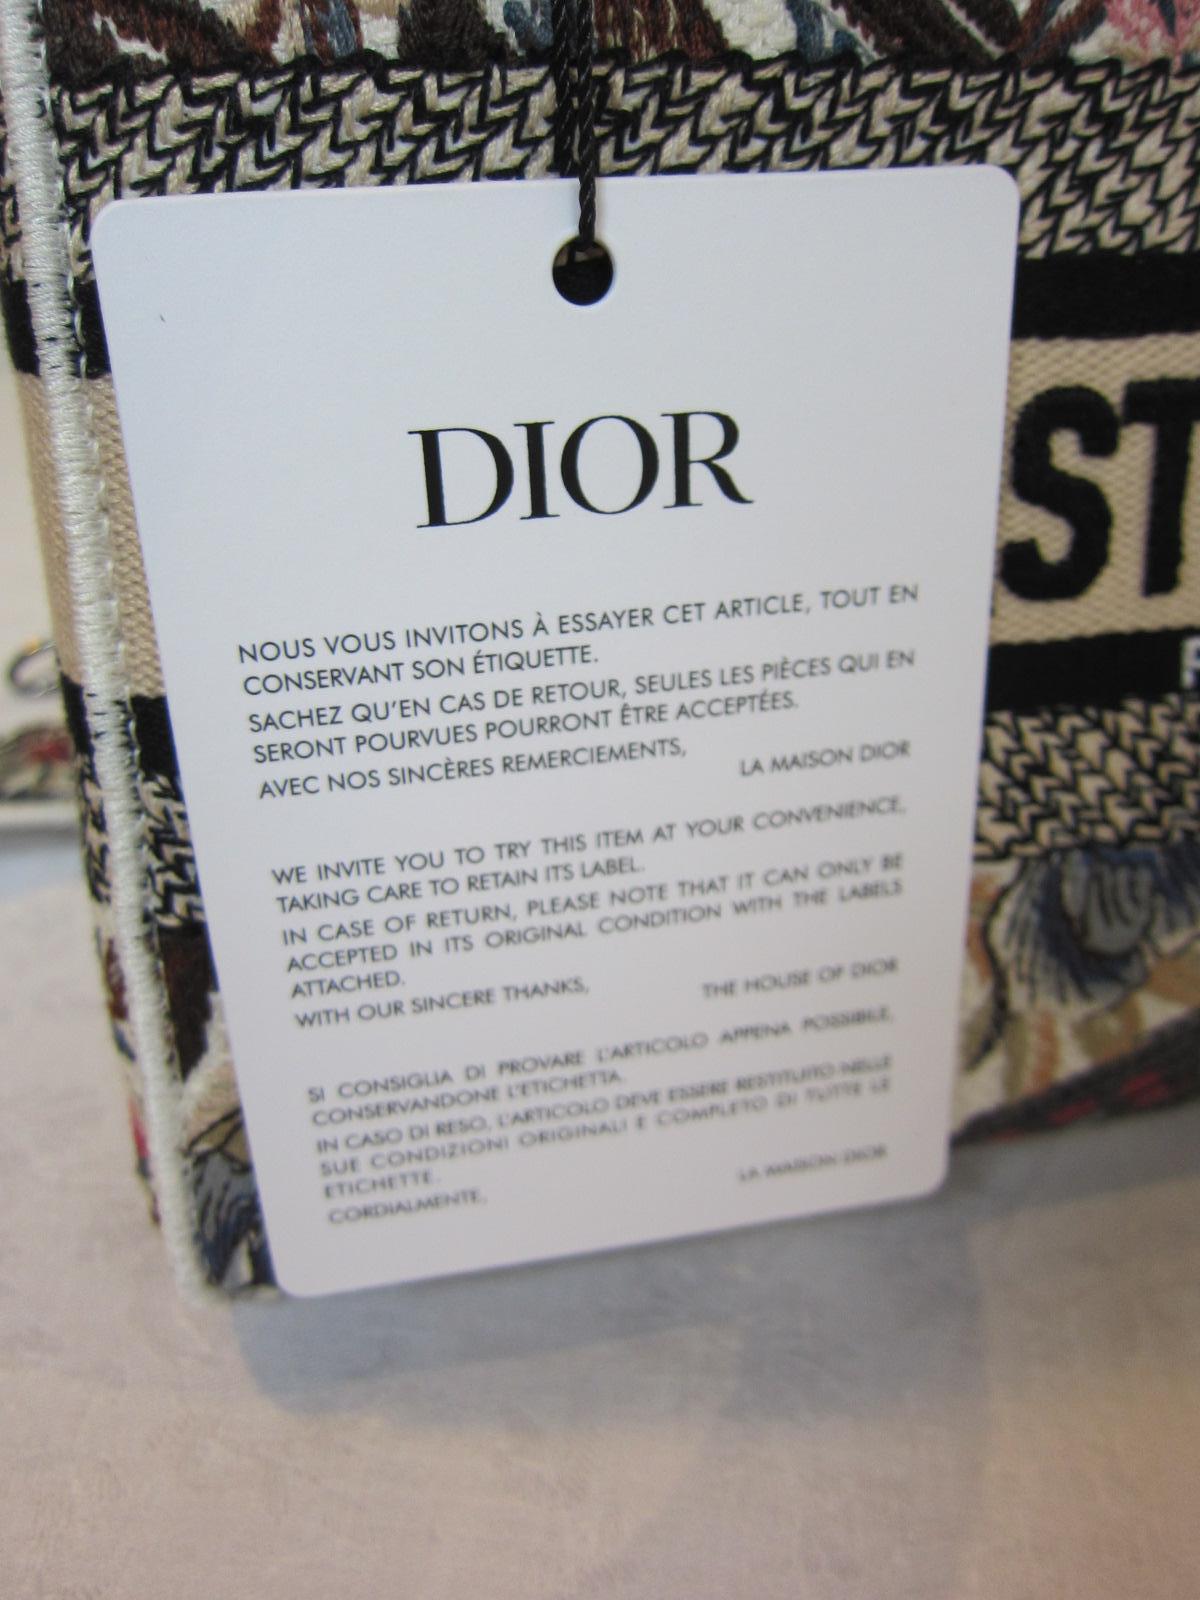 DIOR
NOUS VOUS INVITONS À ESSAYER CET ARTICLE, TOUT EN
CONSERVANT SON ÉTIQUETTE.
SACHEZ QU'EN CAS DE RETOUR, SEULES LES PIÈCES QUI EN
SERONT POURVUES POURRONT ÊTRE ACCEPTÉES.
AVEC NOS SINCÈRES REMERCIEMENTS,
LA MAISON DIOR
WE INVITE YOU TO TRY THIS ITEM AT YOUR CONVENIENCE,
TAKING CARE TO RETAIN ITS LABEL.
IN CASE OF RETURN, PLEASE NOTE THAT IT CAN ONLY BE
ACCEPTED IN ITS ORIGINAL CONDITION WITH THE LABELS
ATTACHED.
WITH OUR SINCERE THANKS,
THE HOUSE OF DIOR
SI CONSIGLIA DI PROVARE L'ARTICOLO APPENA POSSIBILE,
CONSERVANDONE L'ETICHETTA.
IN CASO DI RESO, L'ARTICOLO DEVE ESSERE RESTITUITO NELLE
SUE CONDIZIONI ORIGINALI E COMPLETO DI TUTTE LE
ETICHETTE.
CORDIALMENTE,
LA MAISON DIOR
ST